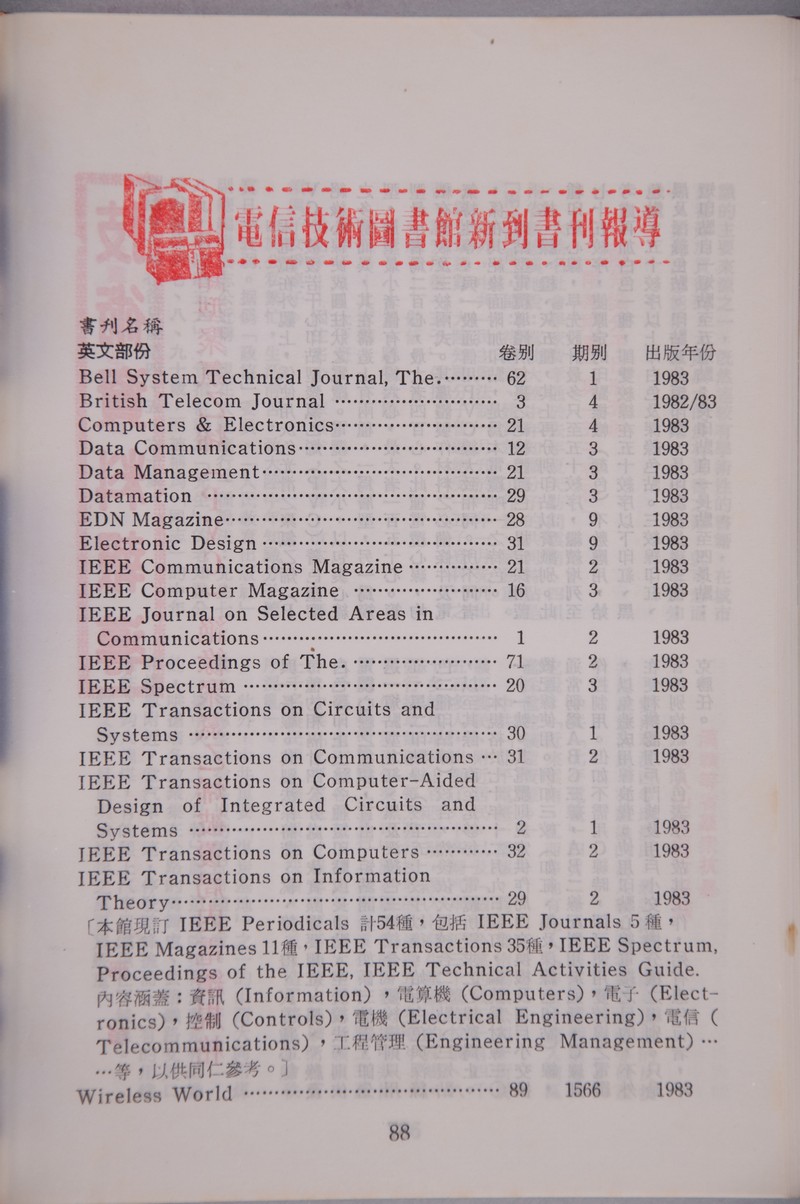 電信技術圖書館新到書刊報導
書刊名稱
英文部份 卷別 期別 出版年份
Bell System Technical Journal, The.……… 62 1 1983
British Telecom Journal ……………………… 3 4 1982/83
Computers & Electronics……………………… 21 4 1983
Data Communications…………………………… 12 3 1983
Data Management………………………………… 21 3 1983
Datamation ………………………………………… 29 3 1983
EDN Magazine……………………………………… 28 9 1983
Electronic Design………………………………… 31 9 1983
IEEE Communications Magazine…………… 21 2 1983
IEEE Computer Magazine …………………… 16 3 1983
IEEE Journal on Selected Areas in
Communications………………………………… 1 2 1983
IEEE Proceedings of The.…………………… 71 2 1983
IEEE Spectrum…………………………………… 20 3 1983
IEEE Transactions on Circuits and
Systems …………………………………………… 30 1 1983
IEEE Transactions on Communications … 31 2 1983
IEEE Transactions on Computer-Aided
Design of Integrated Circuits and
Systems …………………………………………… 2 1 1983
IEEE Transactions on Computers………… 32 2 1983
IEEE Transactions on Information
Theory……………………………………………… 29 2 1983
〔本館現訂 IEEE Periodicals 計54種,包括 IEEE Journals 5種,
IEEE Magazines 11種,IEEE Transactions 35種,IEEE Spectrum,
Proceedings of the IEEE, IEEE Technical Activities Guide.
內容涵蓋:資訊 (Information),電算機 (Computers),電子 (Elect-
ronics),控制 (Controls),電機 (Electrical Engineering),電信 (
Telecommunications),工程管理 (Engineering Management)…
…等,以供同仁參考。〕
Wireless World …………………………………… 89 1566 1983
88